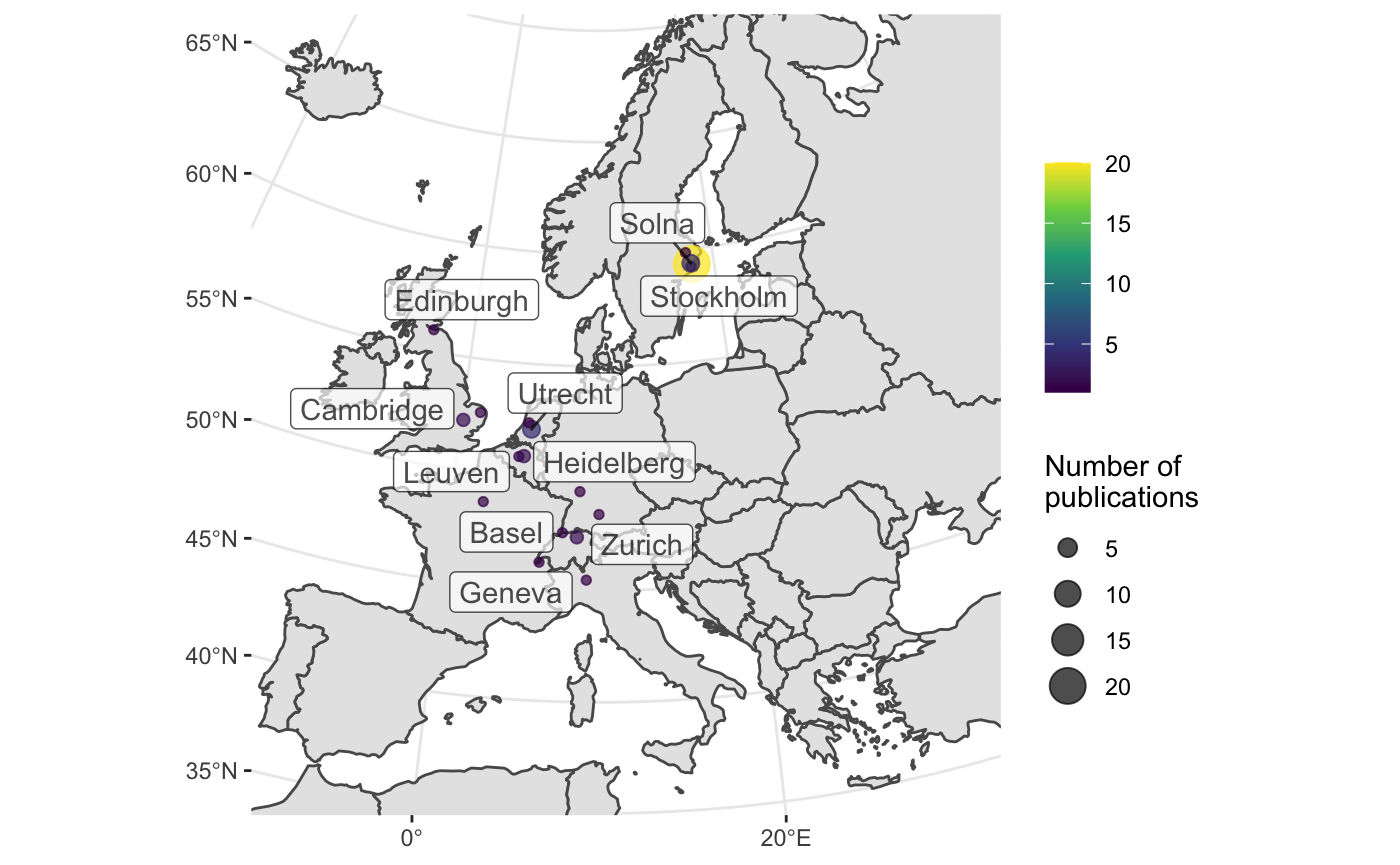 65°N
60°N
55°N
50°N
45°N
40°N
35°N
0°
20°E
Solna
Stockholm
Edinburgh
Utrecht
Cambridge
Heidelberg
Leuven
Basel
Zurich
Geneva
20
15
10
5
Number of
publications
5
10
15
20